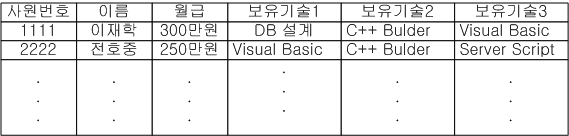 사원번호 이름 월급 보유기술1 보유기술2 보유기술3
1111 이재학 300만원 DB 설계 C++ Bulder Visual Basic
2222 전호중 250만원 Visual Basic C++ Bulder Server Script
. . . . . .
. . . . . .
. . . . . .